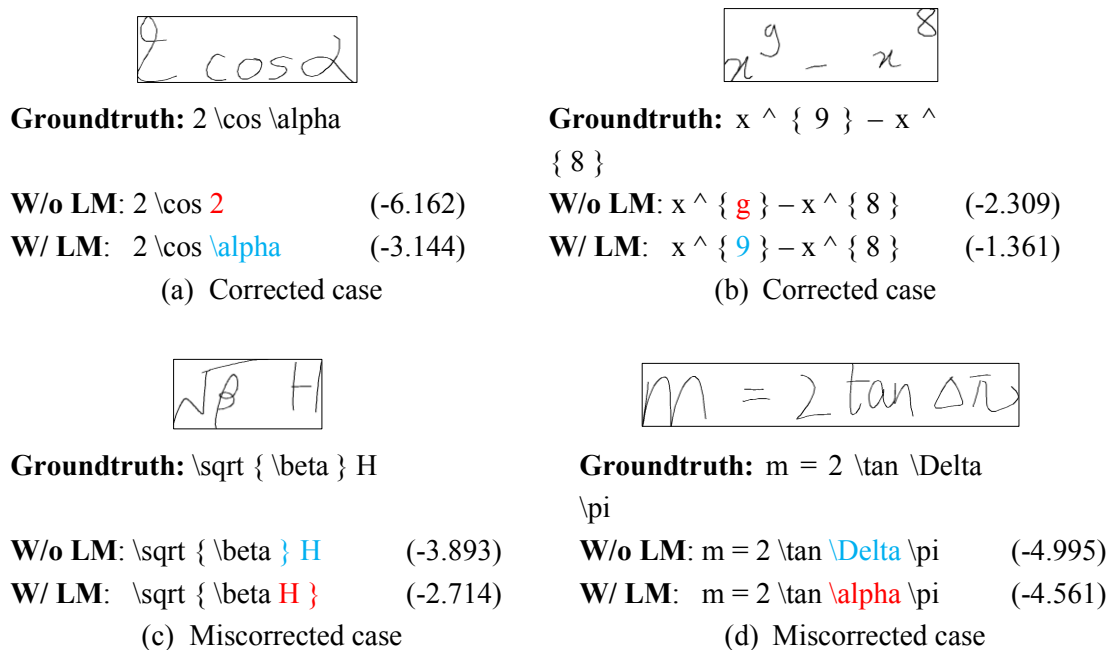 2 cos α
Groundtruth: 2 \cos \alpha
W/o LM: 2 \cos 2 (-6.162)
W/ LM: 2 \cos \alpha (-3.144)
(a) Corrected case
x^9 – x^8
Groundtruth: x ^ { 9 } – x ^
{ 8 }
W/o LM: x ^ { g } – x ^ { 8 } (-2.309)
W/ LM: x ^ { 9 } – x ^ { 8 } (-1.361)
(b) Corrected case
√β H
Groundtruth: \sqrt { \beta } H
W/o LM: \sqrt { \beta } H (-3.893)
W/ LM: \sqrt { \beta H } (-2.714)
(c) Miscorrected case
m = 2 tan Δπ
Groundtruth: m = 2 \tan \Delta
\pi
W/o LM: m = 2 \tan \Delta \pi (-4.995)
W/ LM: m = 2 \tan \alpha \pi (-4.561)
(d) Miscorrected case